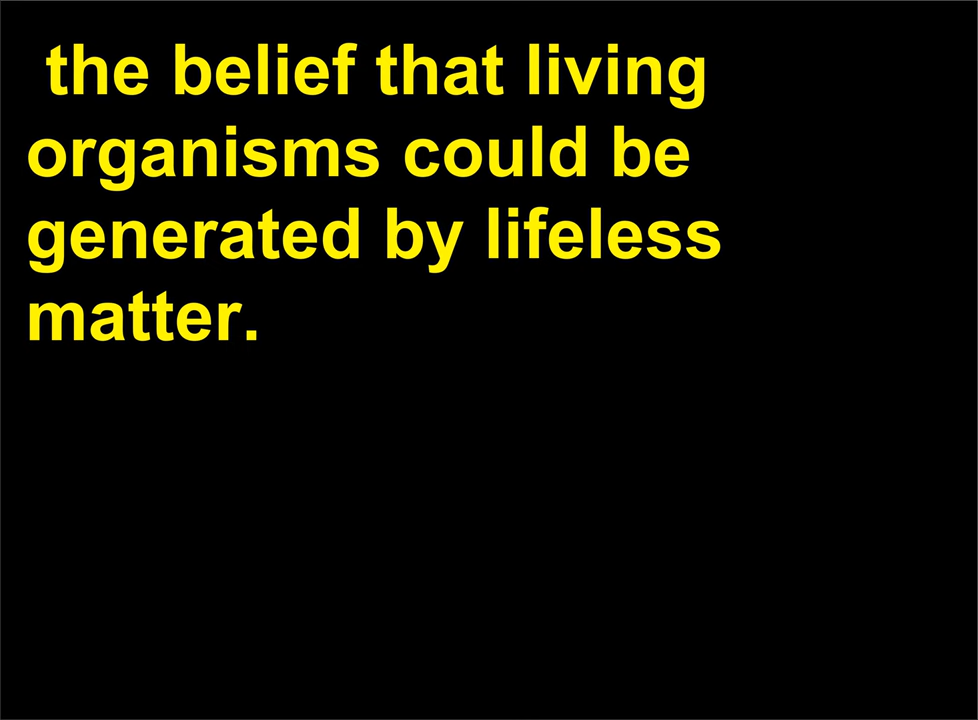 the belief that living
organisms could be
generated by lifeless
matter.